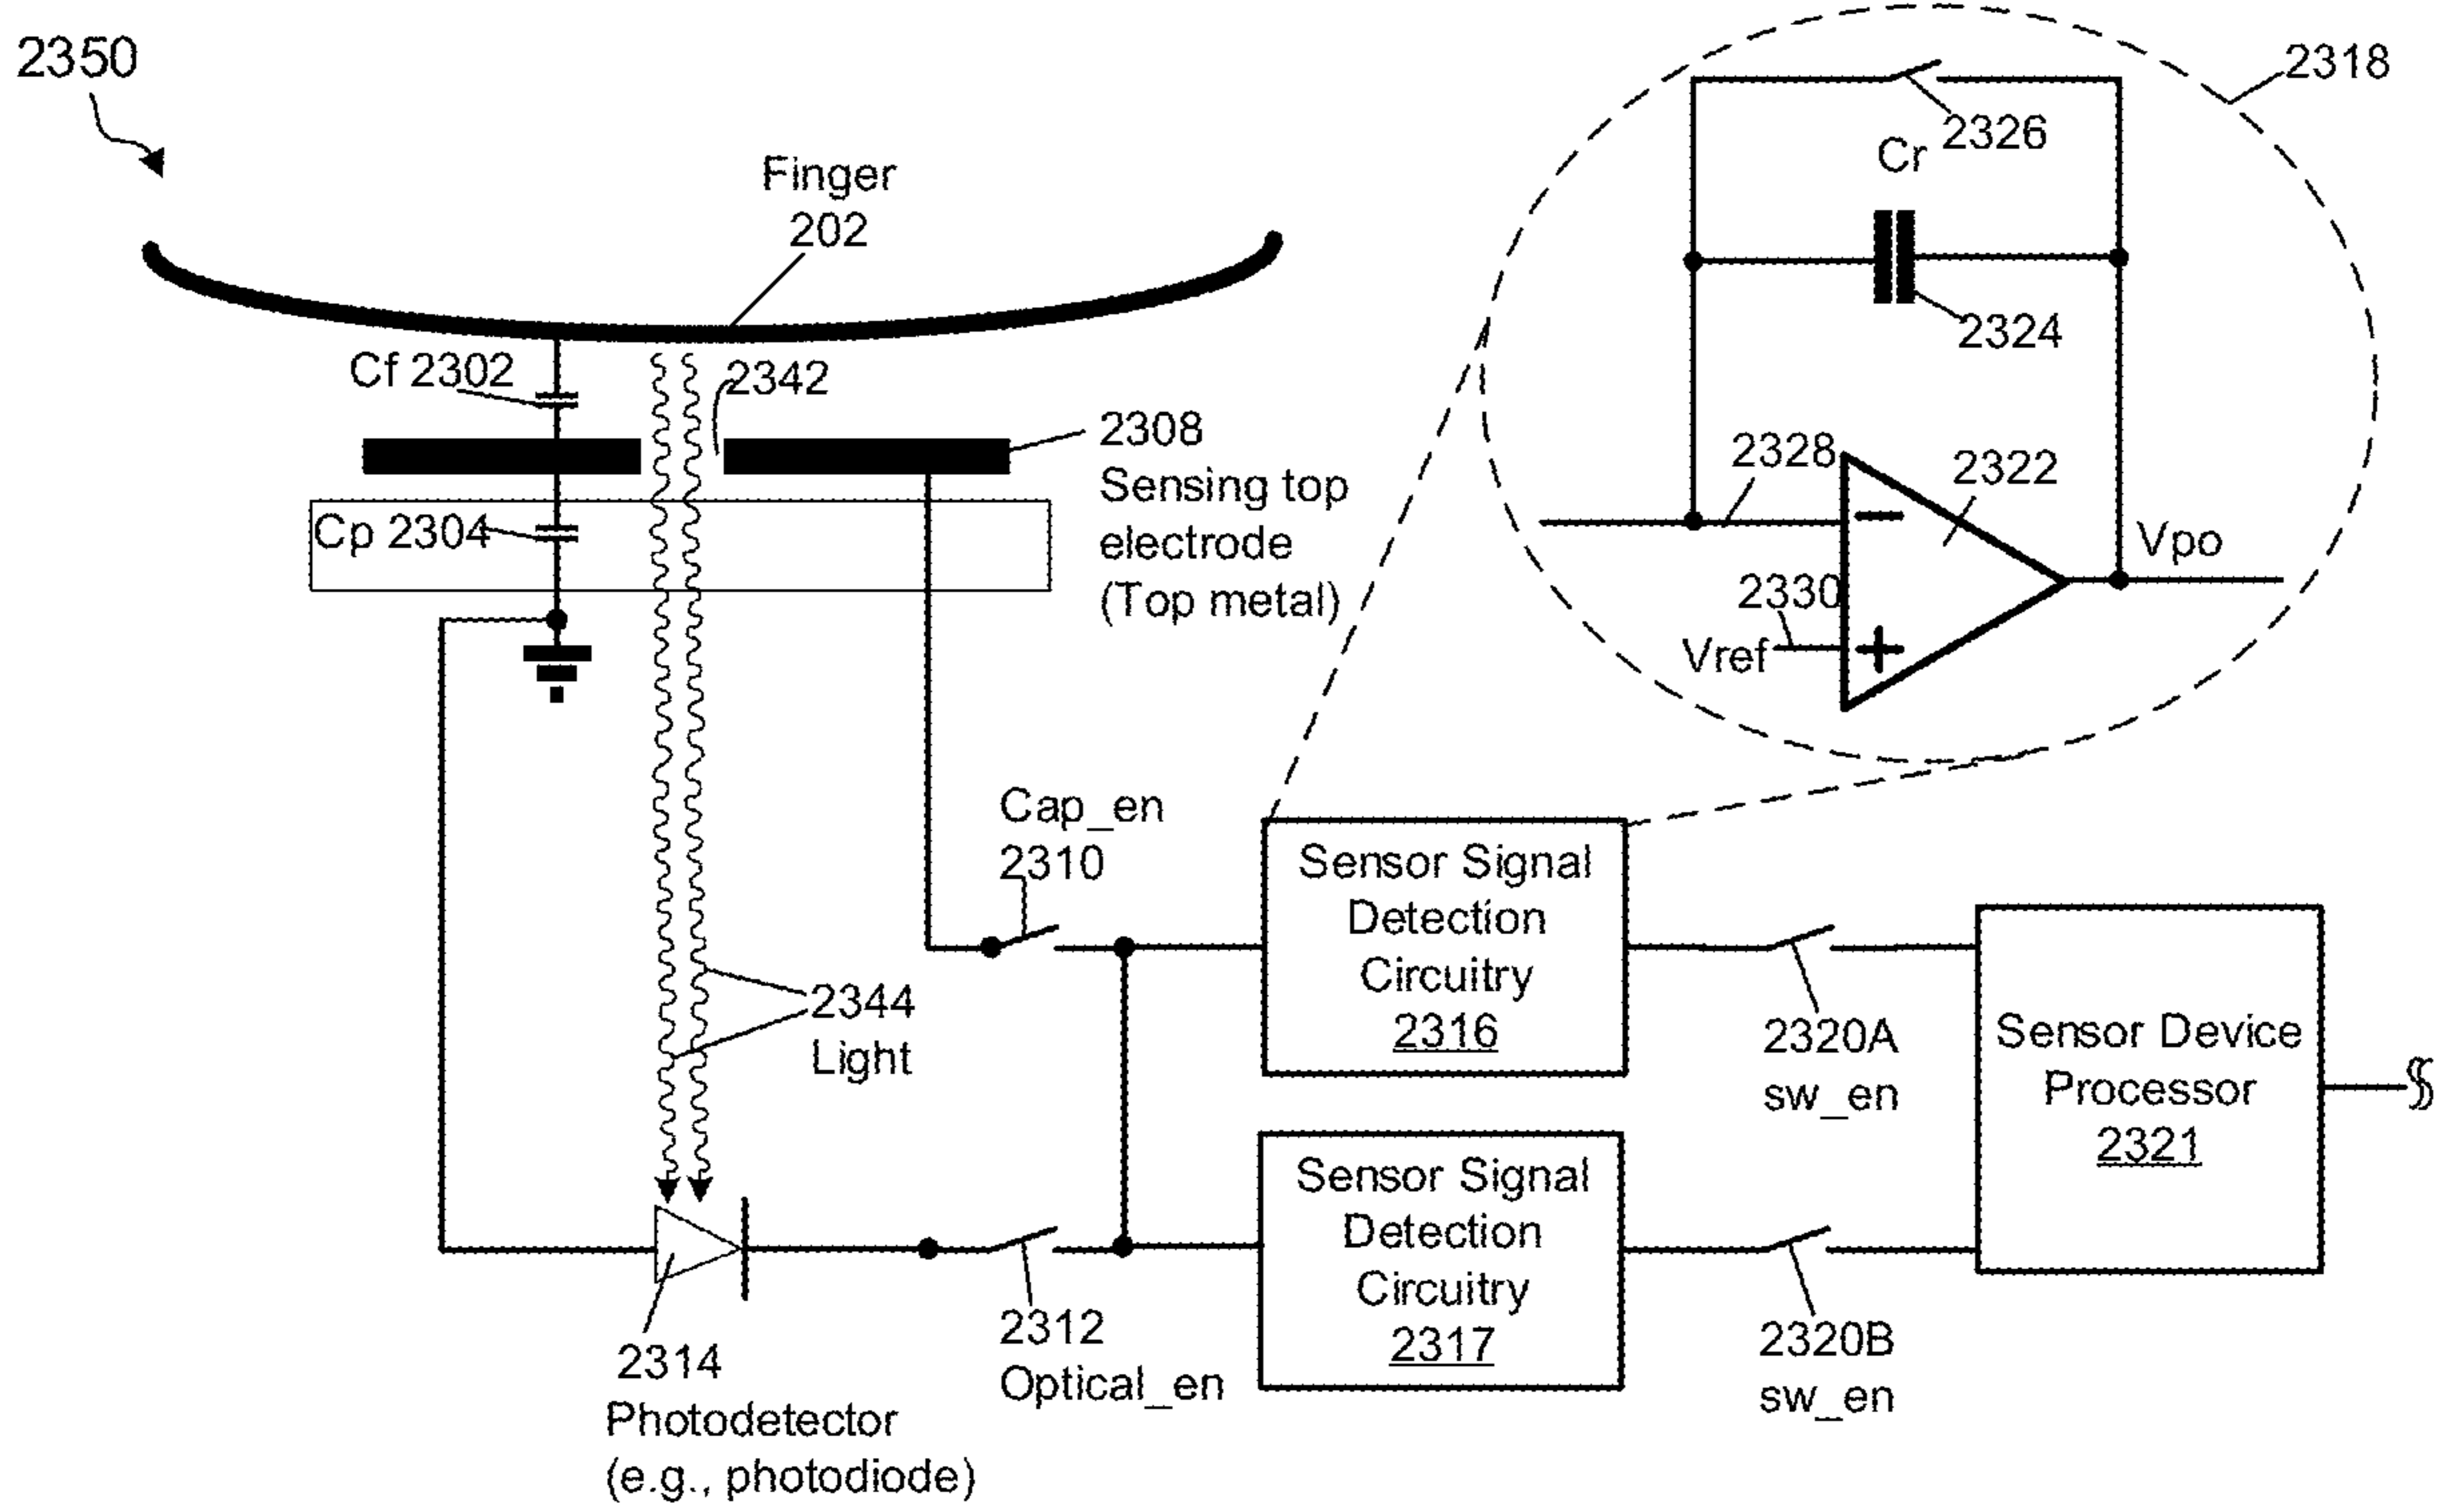 2350
2318
2326
Cr
Finger
202
2324
Cf 2302
2342
2308
Sensing top
electrode
(Top metal)
2328
2322
Cp 2304
Vpo
2330
Vref
Cap_en
2310
Sensor Signal
Detection
Circuitry
2316
2344
Light
2320A
sw_en
Sensor Device
Processor
2321
Sensor Signal
Detection
Circuitry
2317
2312
Optical_en
2320B
sw_en
2314
Photodetector
(e.g., photodiode)